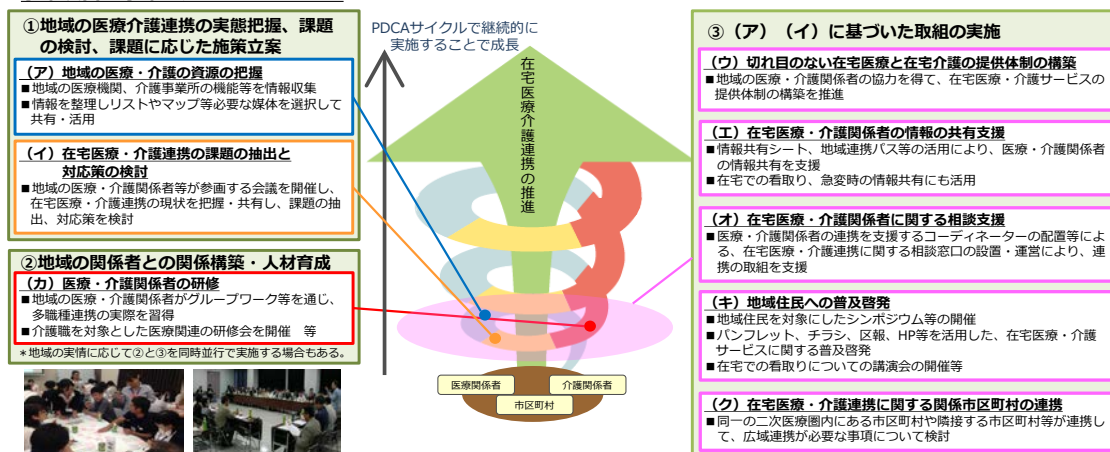 ①地域の医療介護連携の実態把握、課題
の検討、課題に応じた施策立案
（ア）地域の医療・介護の資源の把握
■地域の医療機関、介護事業所の機能等を情報収集
■情報を整理しリストやマップ等必要な媒体を選択して
共有・活用
（イ）在宅医療・介護連携の課題の抽出と
対応策の検討
■地域の医療・介護関係者等が参画する会議を開催し、
在宅医療・介護連携の現状を把握・共有し、課題の抽
出、対応策を検討
②地域の関係者との関係構築・人材育成
（カ）医療・介護関係者の研修
■地域の医療・介護関係者がグループワーク等を通じ、
多職種連携の実際を習得
■介護職を対象とした医療関連の研修会を開催　等
＊地域の実情に応じて②と③を同時並行で実施する場合もある。
PDCAサイクルで継続的に
実施することで成長
在宅医療介護連携の推進
医療関係者
介護関係者
市区町村
③（ア）（イ）に基づいた取組の実施
（ウ）切れ目のない在宅医療と在宅介護の提供体制の構築
■地域の医療・介護関係者の協力を得て、在宅医療・介護サービスの
提供体制の構築を推進
（エ）在宅医療・介護関係者の情報の共有支援
■情報共有シート、地域連携パス等の活用により、医療・介護関係者
の情報共有を支援
■在宅での看取り、急変時の情報共有にも活用
（オ）在宅医療・介護関係者に関する相談支援
■医療・介護関係者の連携を支援するコーディネーターの配置等によ
る、在宅医療・介護連携に関する相談窓口の設置・運営により、連
携の取組を支援
（キ）地域住民への普及啓発
■地域住民を対象にしたシンポジウム等の開催
■パンフレット、チラシ、区報、HP等を活用した、在宅医療・介護
サービスに関する普及啓発
■在宅での看取りについての講演会の開催等
（ク）在宅医療・介護連携に関する関係市区町村の連携
■同一の二次医療圏内にある市区町村や隣接する市区町村等が連携し
て、広域連携が必要な事項について検討